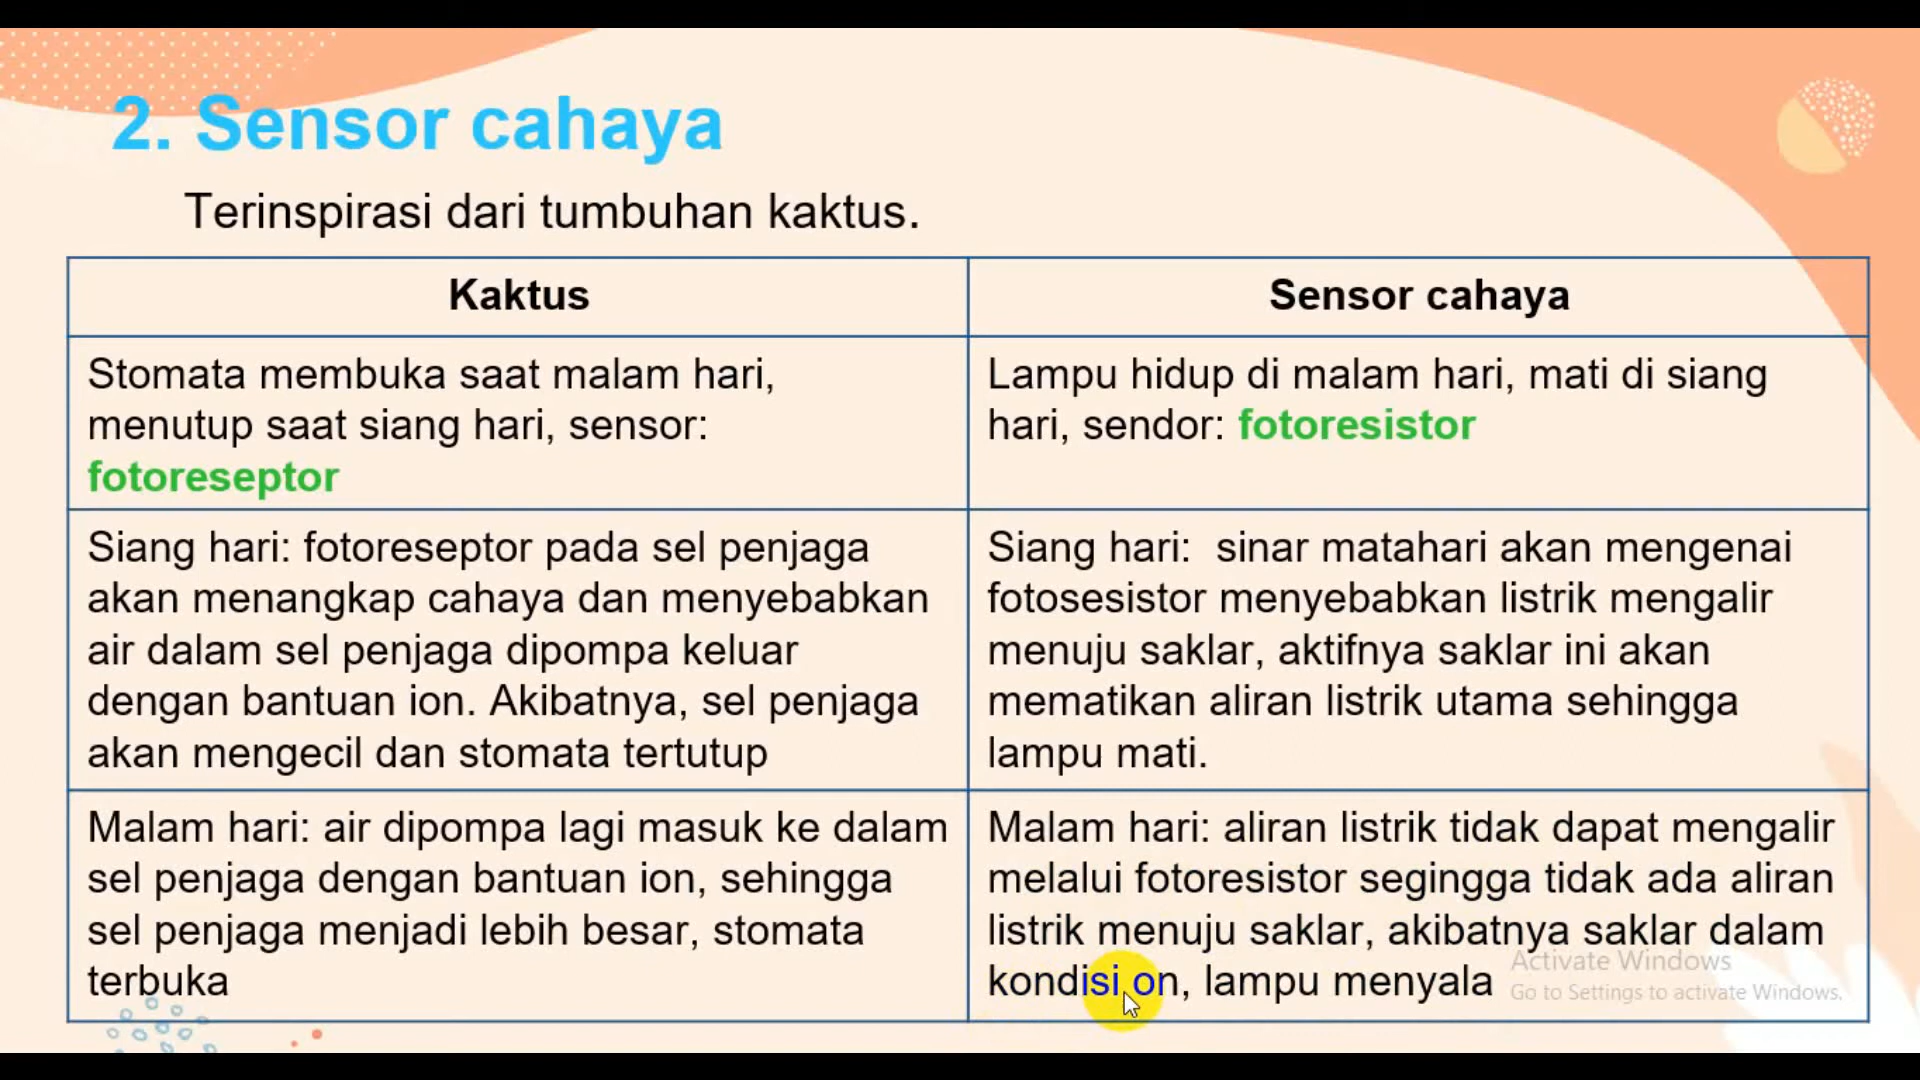 2. Sensor cahaya
Terinspirasi dari tumbuhan kaktus.
Kaktus
Sensor cahaya
Stomata membuka saat malam hari,
menutup saat siang hari, sensor:
fotoreseptor
Lampu hidup di malam hari, mati di siang
hari, sendor: fotoresistor
Siang hari: fotoreseptor pada sel penjaga
akan menangkap cahaya dan menyebabkan
air dalam sel penjaga dipompa keluar
dengan bantuan ion. Akibatnya, sel penjaga
akan mengecil dan stomata tertutup
Siang hari:  sinar matahari akan mengenai
fotosesistor menyebabkan listrik mengalir
menuju saklar, aktifnya saklar ini akan
mematikan aliran listrik utama sehingga
lampu mati.
Malam hari: air dipompa lagi masuk ke dalam
sel penjaga dengan bantuan ion, sehingga
sel penjaga menjadi lebih besar, stomata
terbuka
Malam hari: aliran listrik tidak dapat mengalir
melalui fotoresistor segingga tidak ada aliran
listrik menuju saklar, akibatnya saklar dalam
kondisi on, lampu menyala
Activate Windows
Go to Settings to activate Windows.